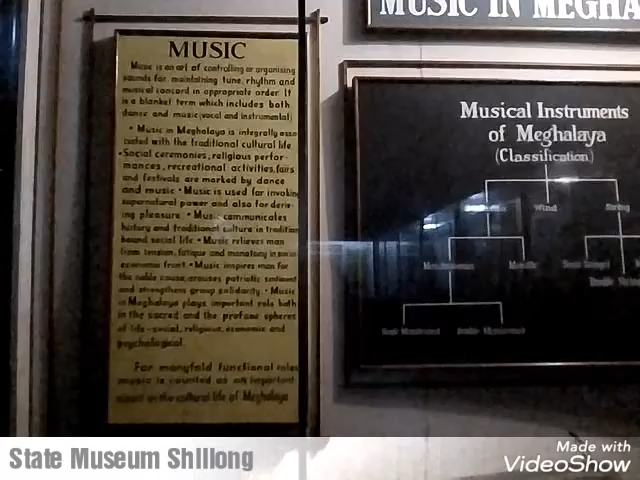 MUSIC
Music is an art of controlling or organising
sounds for maintaining tune, rhythm and
musical concord in appropriate order. It
is a blanket term which includes both
dance and music (vocal and instrumental)
• Music in Meghalaya is integrally asso
ciated with the traditional cultural life
• Social ceremonies, religious perfor-
mances, recreational activities, fairs
and festivals are marked by dance
and music • Music is used for invoking
supernatural power and also for deriv-
ing pleasure • Music communicates
history and traditional culture in tradition
bound social life • Music relieves man
from tension, fatigue and monotony in socio
economic front • Music inspires man for
the noble cause, arouses patriotic sentiment
and strengthens group solidarity • Music
in Meghalaya plays important role both
in the sacred and the profane spheres
of life-social, religious, economic and
psychological.
For manyfold functional roles
music is counted as an important
in the cultural life of Meghalaya
MUSIC IN MEGHA
Musical Instruments
of Meghalaya
(Classification)
Wind
String
State Museum Shillong
Made with
VideoShow